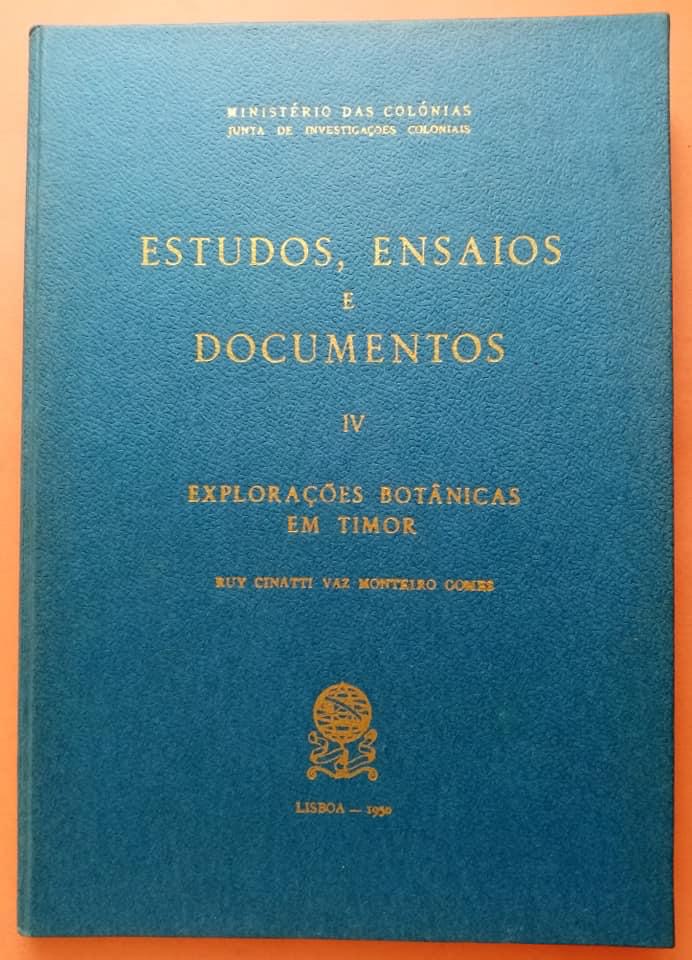 MINISTÉRIO DAS COLÓNIAS
JUNTA DE INVESTIGAÇÕES COLONIAIS
ESTUDOS, ENSAIOS
E
DOCUMENTOS
IV
EXPLORAÇÕES BOTÂNICAS
EM TIMOR
RUY CINATTI VAZ MONTEIRO GOMES
LISBOA — 1950